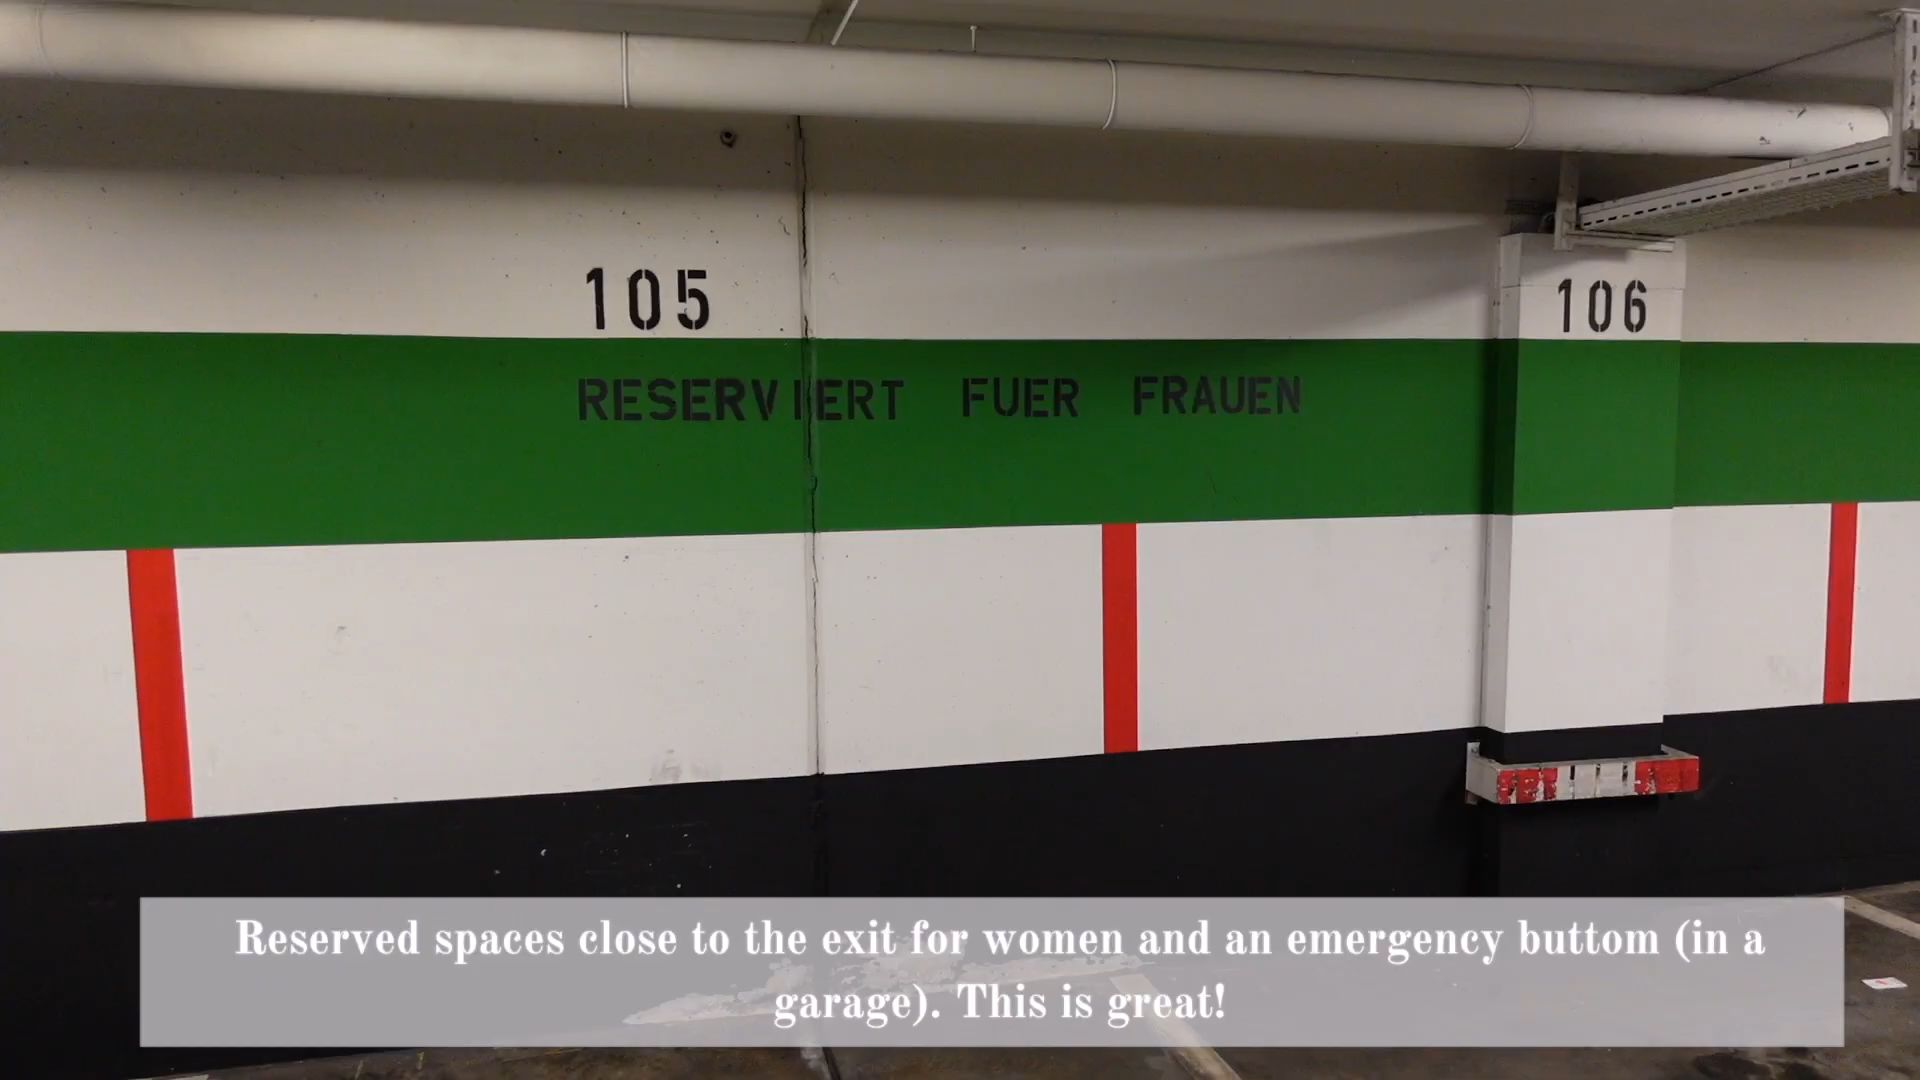 105
106
RESERVIERT FUER FRAUEN
Reserved spaces close to the exit for women and an emergency buttom (in a
garage). This is great!